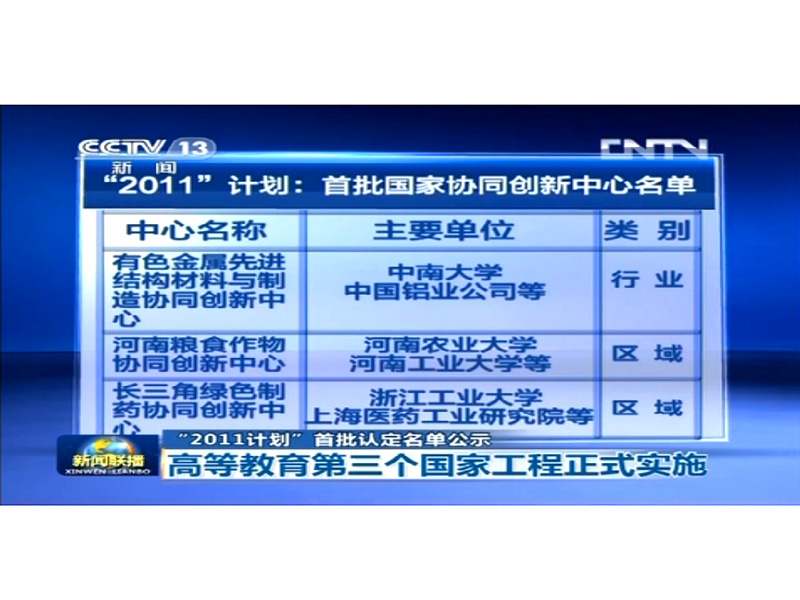 CCTV 13
CNTV
新 闻
“2011”计划：首批国家协同创新中心名单
中心名称
主要单位
类 别
有色金属先进
结构材料与制
造协同创新中
心
中南大学
中国铝业公司等
行 业
河南粮食作物
协同创新中心
河南农业大学
河南工业大学等
区 域
长三角绿色制
药协同创新中
心
浙江工业大学
上海医药工业研究院等
区 域
“2011计划”首批认定名单公示
新闻联播
XINWEN LIANBO
高等教育第三个国家工程正式实施